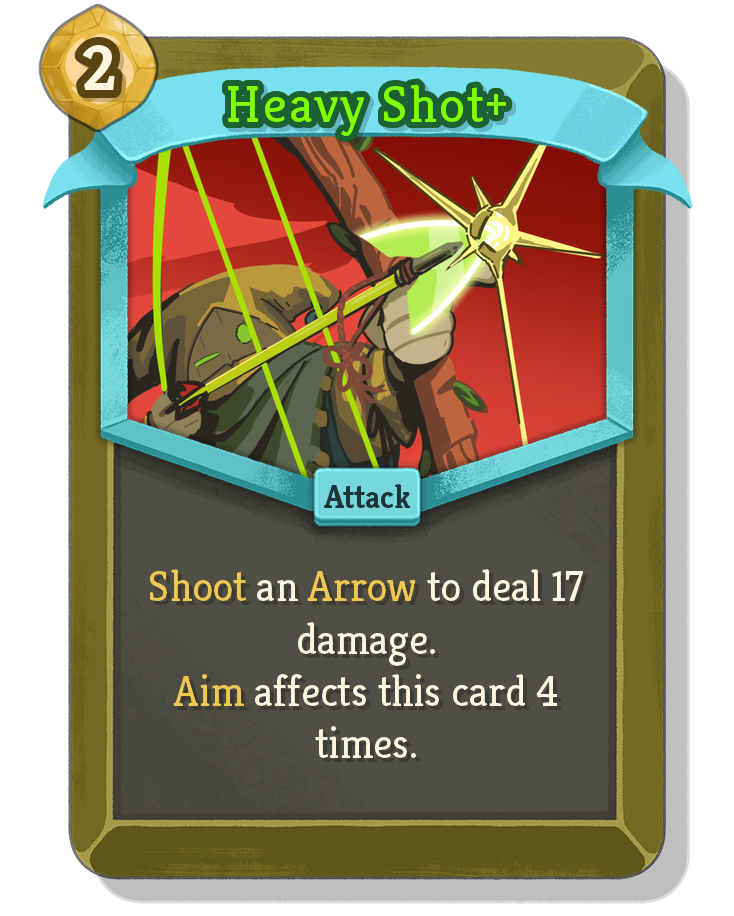 2
Heavy Shot+
Attack
Shoot an Arrow to deal 17
damage.
Aim affects this card 4
times.